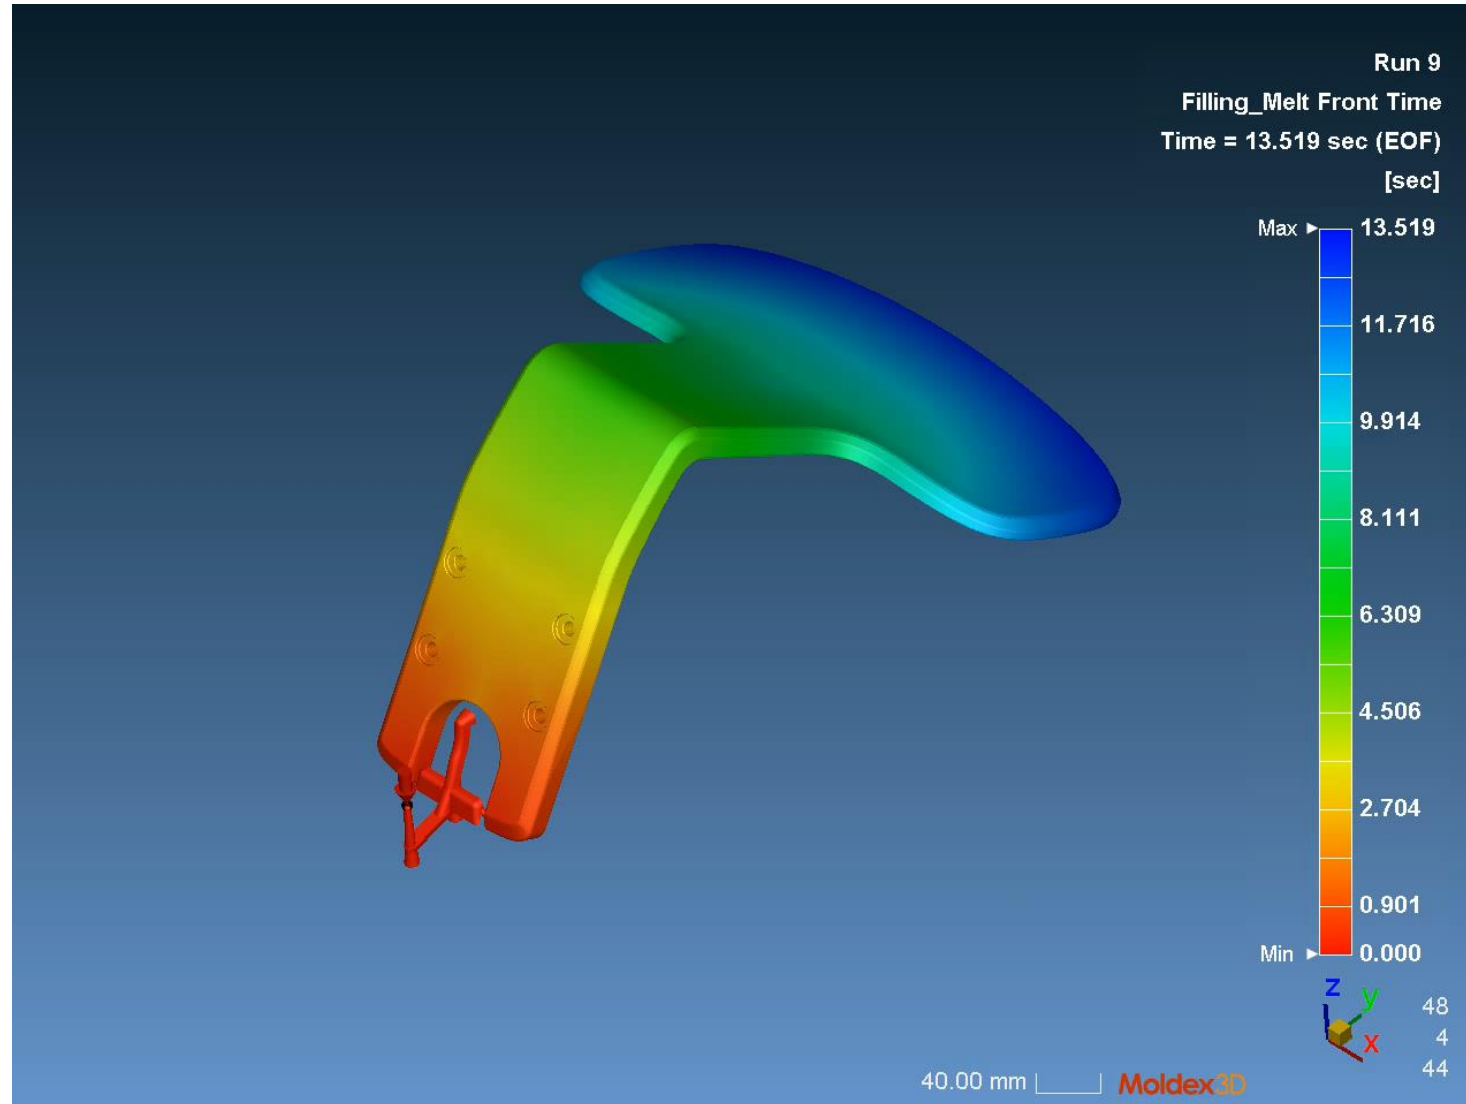 Run 9
Filling_Melt Front Time
Time = 13.519 sec (EOF)
[sec]
Max 13.519
11.716
9.914
8.111
6.309
4.506
2.704
0.901
Min 0.000
z y
x
48
4
44
40.00 mm
Moldex3D